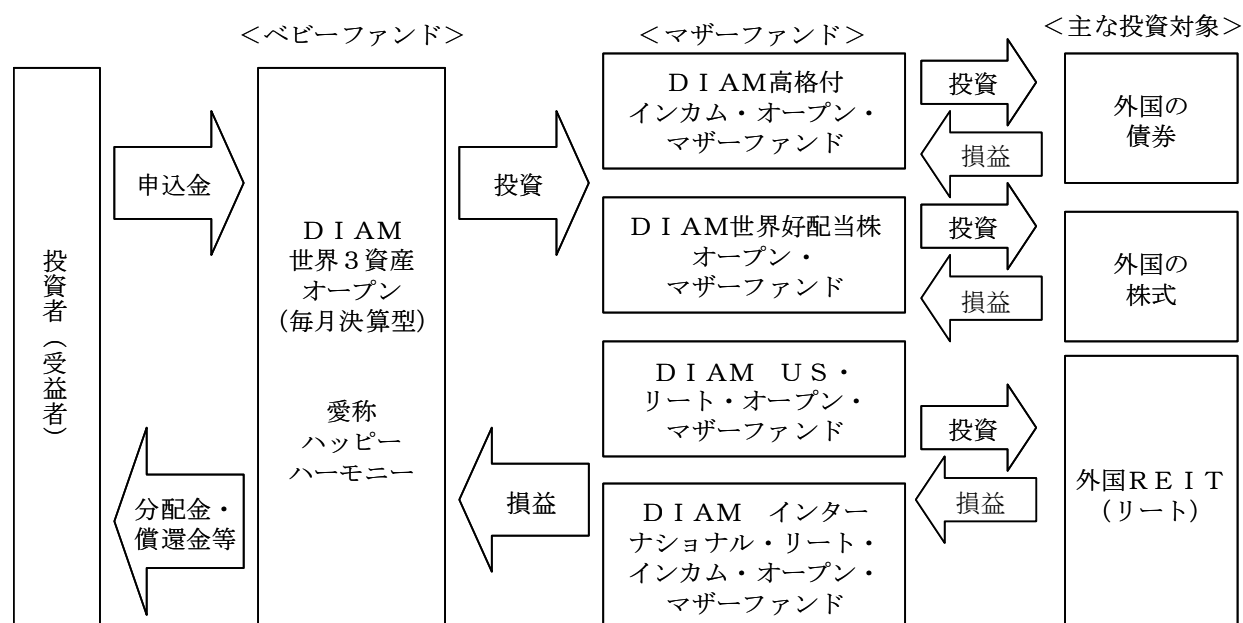 ＜ベビーファンド＞
＜マザーファンド＞
＜主な投資対象＞
投資者（受益者）
申込金
分配金・
償還金等
ＤＩＡＭ
世界３資産
オープン
（毎月決算型）
愛称
ハッピー
ハーモニー
投資
損益
ＤＩＡＭ高格付
インカム・オープン・
マザーファンド
投資
損益
外国の
債券
ＤＩＡＭ世界好配当株
オープン・
マザーファンド
投資
損益
外国の
株式
ＤＩＡＭ　ＵＳ・
リート・オープン・
マザーファンド
ＤＩＡＭ　インター
ナショナル・リート・
インカム・オープン・
マザーファンド
投資
損益
外国ＲＥＩＴ
（リート）